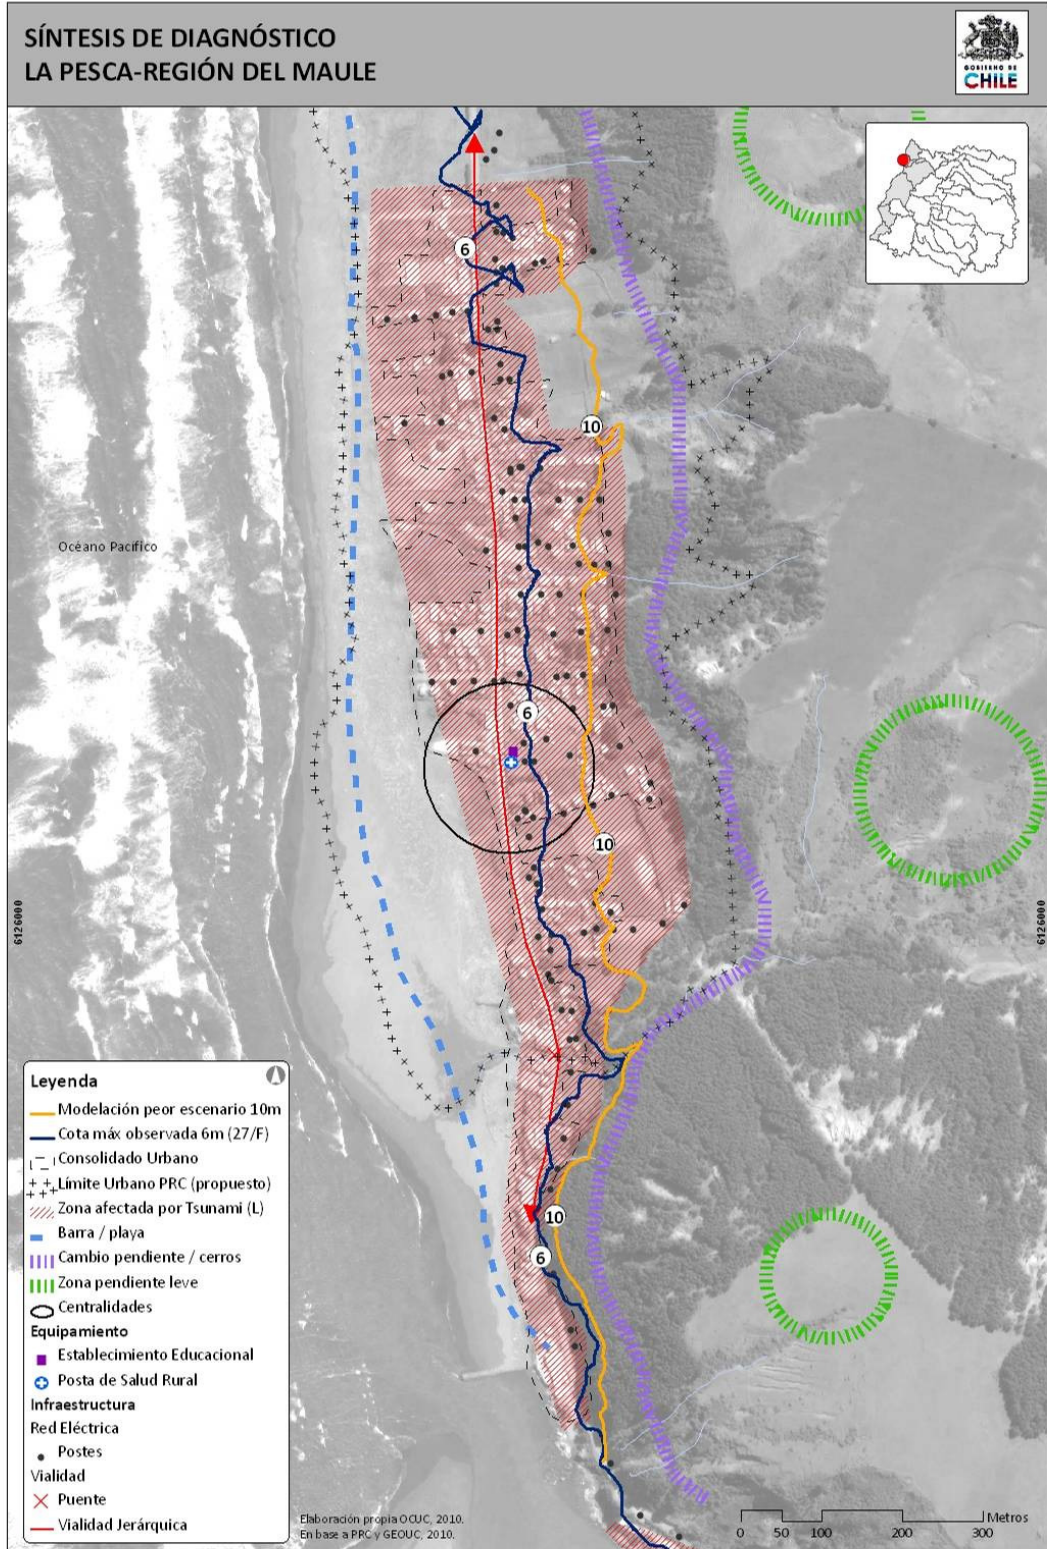 SÍNTESIS DE DIAGNÓSTICO
LA PESCA-REGIÓN DEL MAULE
GOBIERNO DE
CHILE
6
10
Océano Pacífico
6
10
6126000
6126000
10
6
Leyenda
Modelación peor escenario 10m
Cota máx observada 6m (27/F)
Consolidado Urbano
Límite Urbano PRC (propuesto)
Zona afectada por Tsunami (L)
Barra / playa
Cambio pendiente / cerros
Zona pendiente leve
Centralidades
Equipamiento
Establecimiento Educacional
Posta de Salud Rural
Infraestructura
Red Eléctrica
Postes
Vialidad
Puente
Vialidad Jerárquica
Elaboración propia OCUC, 2010.
En base a PRC y GEOUC, 2010.
Metros
0 50 100 200 300